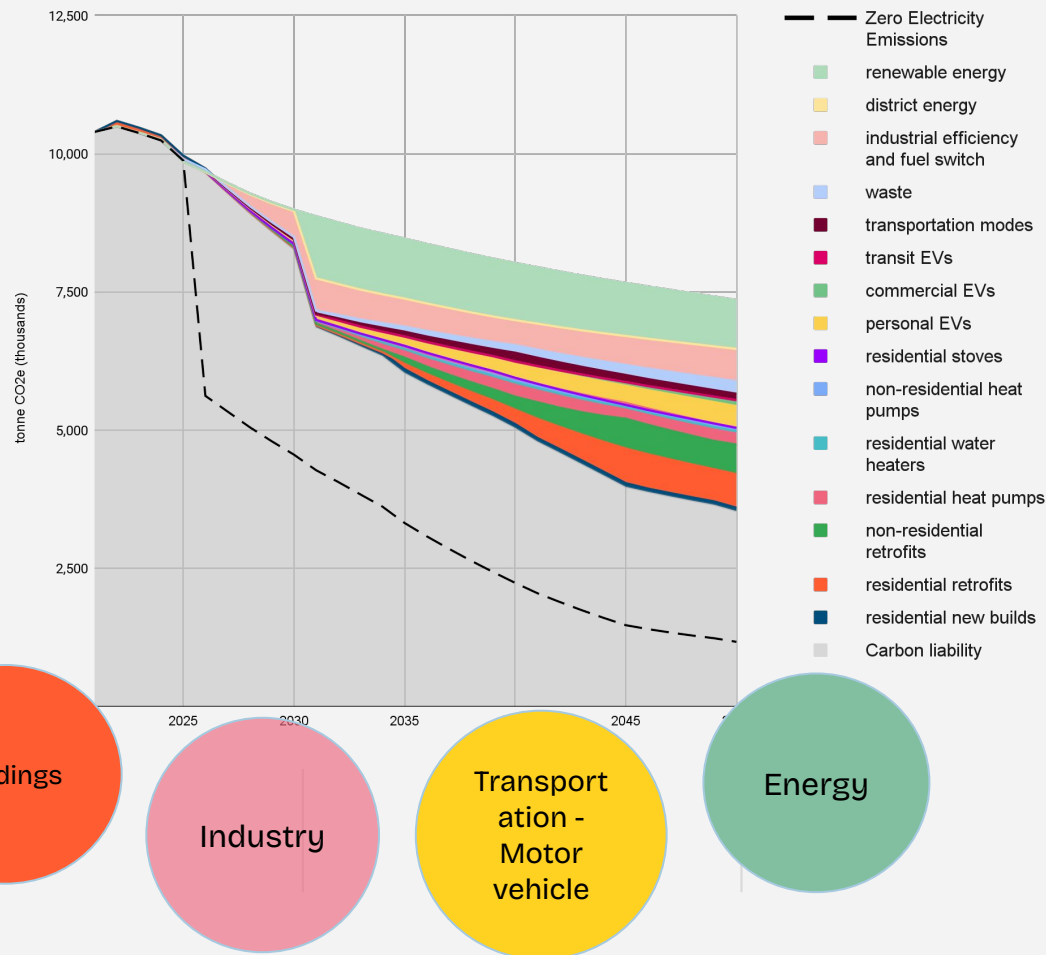 12,500
10,000
7,500
5,000
2,500
tonne CO2e (thousands)
2025
2030
2035
2045
Zero Electricity
Emissions
renewable energy
district energy
industrial efficiency
and fuel switch
waste
transportation modes
transit EVs
commercial EVs
personal EVs
residential stoves
non-residential heat
pumps
residential water
heaters
residential heat pumps
non-residential
retrofits
residential retrofits
residential new builds
Carbon liability
dings
Industry
Transport
ation -
Motor
vehicle
Energy